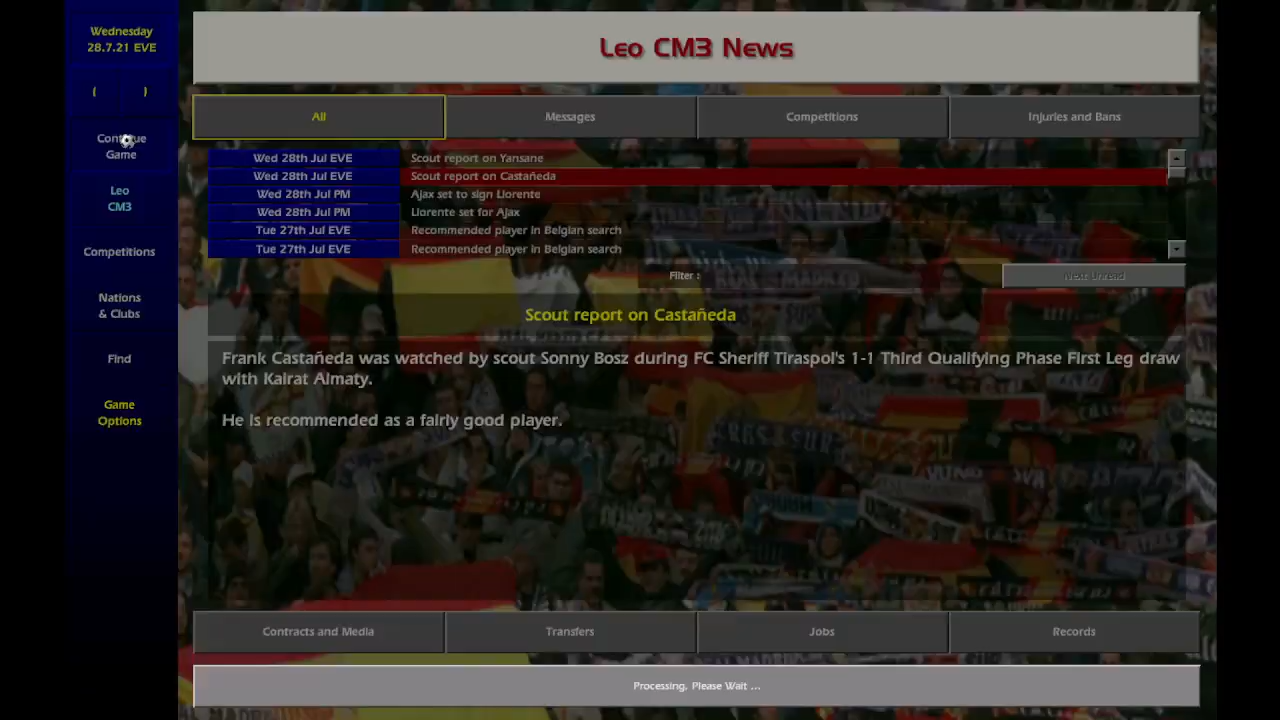 Wednesday
28.7.21 EVE
Continue
Game
Leo
CM3
Competitions
Nations
& Clubs
Find
Game
Options
Leo CM3 News
All
Messages
Competitions
Injuries and Bans
Wed 28th Jul EVE Scout report on Yansane
Wed 28th Jul EVE Scout report on Castañeda
Wed 28th Jul PM Ajax set to sign Llorente
Wed 28th Jul PM Llorente set for Ajax
Tue 27th Jul EVE Recommended player in Belgian search
Tue 27th Jul EVE Recommended player in Belgian search
Filter :
Next Unread
Scout report on Castañeda
Frank Castañeda was watched by scout Sonny Bosz during FC Sheriff Tiraspol's 1-1 Third Qualifying Phase First Leg draw
with Kairat Almaty.
He is recommended as a fairly good player.
Contracts and Media
Transfers
Jobs
Records
Processing, Please Wait ...